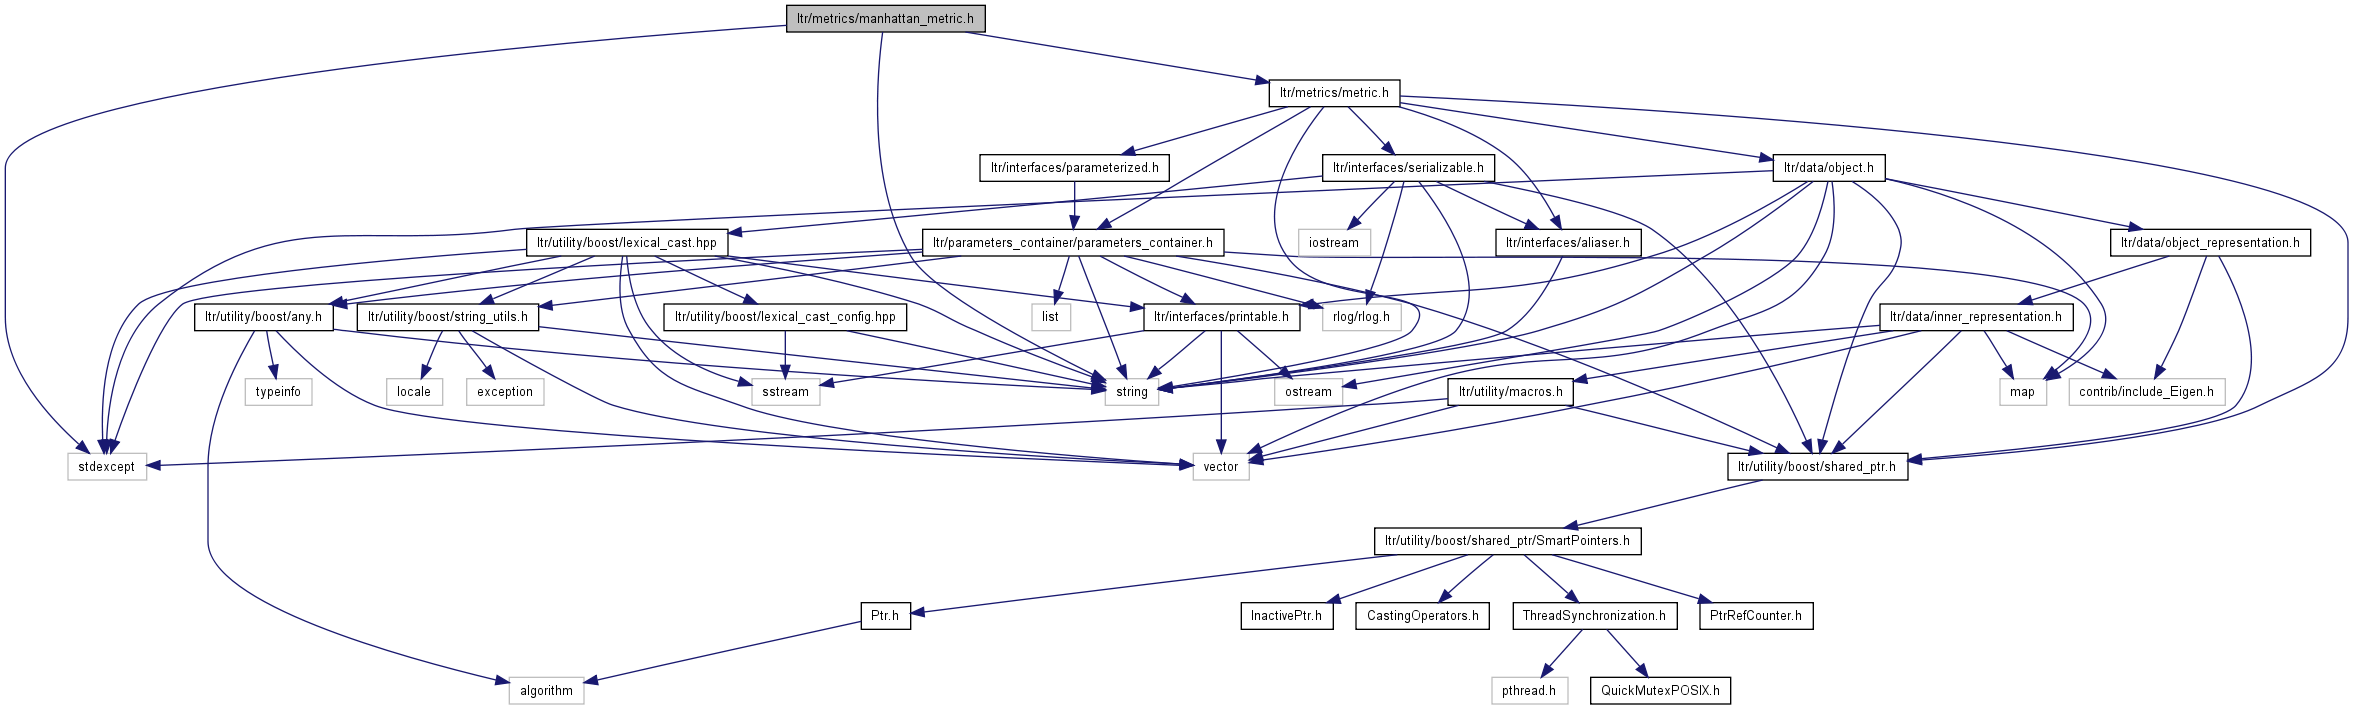 ltr/metrics/manhattan_metric.h
ltr/metrics/metric.h
ltr/interfaces/parameterized.h
ltr/interfaces/serializable.h
ltr/data/object.h
ltr/utility/boost/lexical_cast.hpp
ltr/parameters_container/parameters_container.h
iostream
ltr/interfaces/aliaser.h
ltr/data/object_representation.h
ltr/utility/boost/any.h
ltr/utility/boost/string_utils.h
ltr/utility/boost/lexical_cast_config.hpp
list
ltr/interfaces/printable.h
rlog/rlog.h
ltr/data/inner_representation.h
typeinfo
locale
exception
sstream
string
ostream
ltr/utility/macros.h
map
contrib/include_Eigen.h
stdexcept
vector
ltr/utility/boost/shared_ptr.h
ltr/utility/boost/shared_ptr/SmartPointers.h
Ptr.h
InactivePtr.h
CastingOperators.h
ThreadSynchronization.h
PtrRefCounter.h
algorithm
pthread.h
QuickMutexPOSIX.h